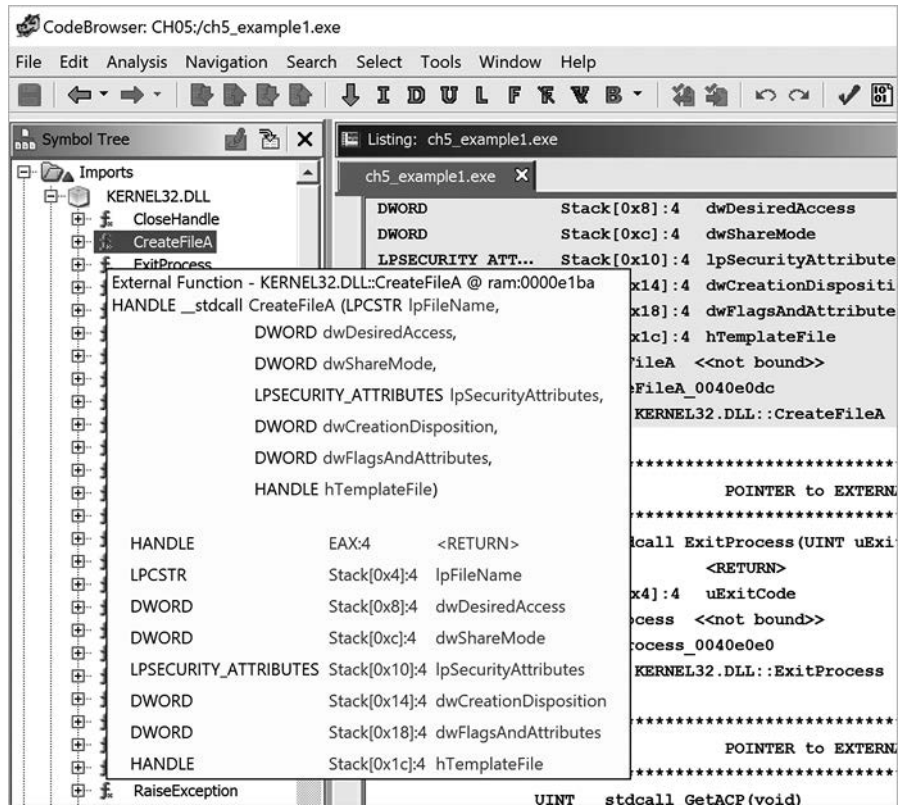 CodeBrowser: CH05:/ch5_example1.exe
File Edit Analysis Navigation Search Select Tools Window Help
I D U L F V B
Symbol Tree
Imports
KERNEL32.DLL
CloseHandle
CreateFileA
ExitProcess
External Function - KERNEL32.DLL::CreateFileA @ ram:0000e1ba
HANDLE __stdcall CreateFileA (LPCSTR lpFileName,
DWORD dwDesiredAccess,
DWORD dwShareMode,
LPSECURITY_ATTRIBUTES lpSecurityAttributes,
DWORD dwCreationDisposition,
DWORD dwFlagsAndAttributes,
HANDLE hTemplateFile)
HANDLE EAX:4 <RETURN>
LPCSTR Stack[0x4]:4 lpFileName
DWORD Stack[0x8]:4 dwDesiredAccess
DWORD Stack[0xc]:4 dwShareMode
LPSECURITY_ATTRIBUTES Stack[0x10]:4 lpSecurityAttributes
DWORD Stack[0x14]:4 dwCreationDisposition
DWORD Stack[0x18]:4 dwFlagsAndAttributes
HANDLE Stack[0x1c]:4 hTemplateFile
RaiseException
Listing: ch5_example1.exe
ch5_example1.exe
DWORD Stack[0x8]:4 dwDesiredAccess
DWORD Stack[0xc]:4 dwShareMode
LPSECURITY_ATT... Stack[0x10]:4 lpSecurityAttribute
x14]:4 dwCreationDispositi
x18]:4 dwFlagsAndAttribute
x1c]:4 hTemplateFile
FileA <<not bound>>
eFileA_0040e0dc
KERNEL32.DLL::CreateFileA
********************
POINTER to EXTERN
********************
dcall ExitProcess(UINT uExi
<RETURN>
x4]:4 uExitCode
ocess <<not bound>>
rocess_0040e0e0
KERNEL32.DLL::ExitProcess
********************
POINTER to EXTERN
********************
UINT stdcall GetACP(void)